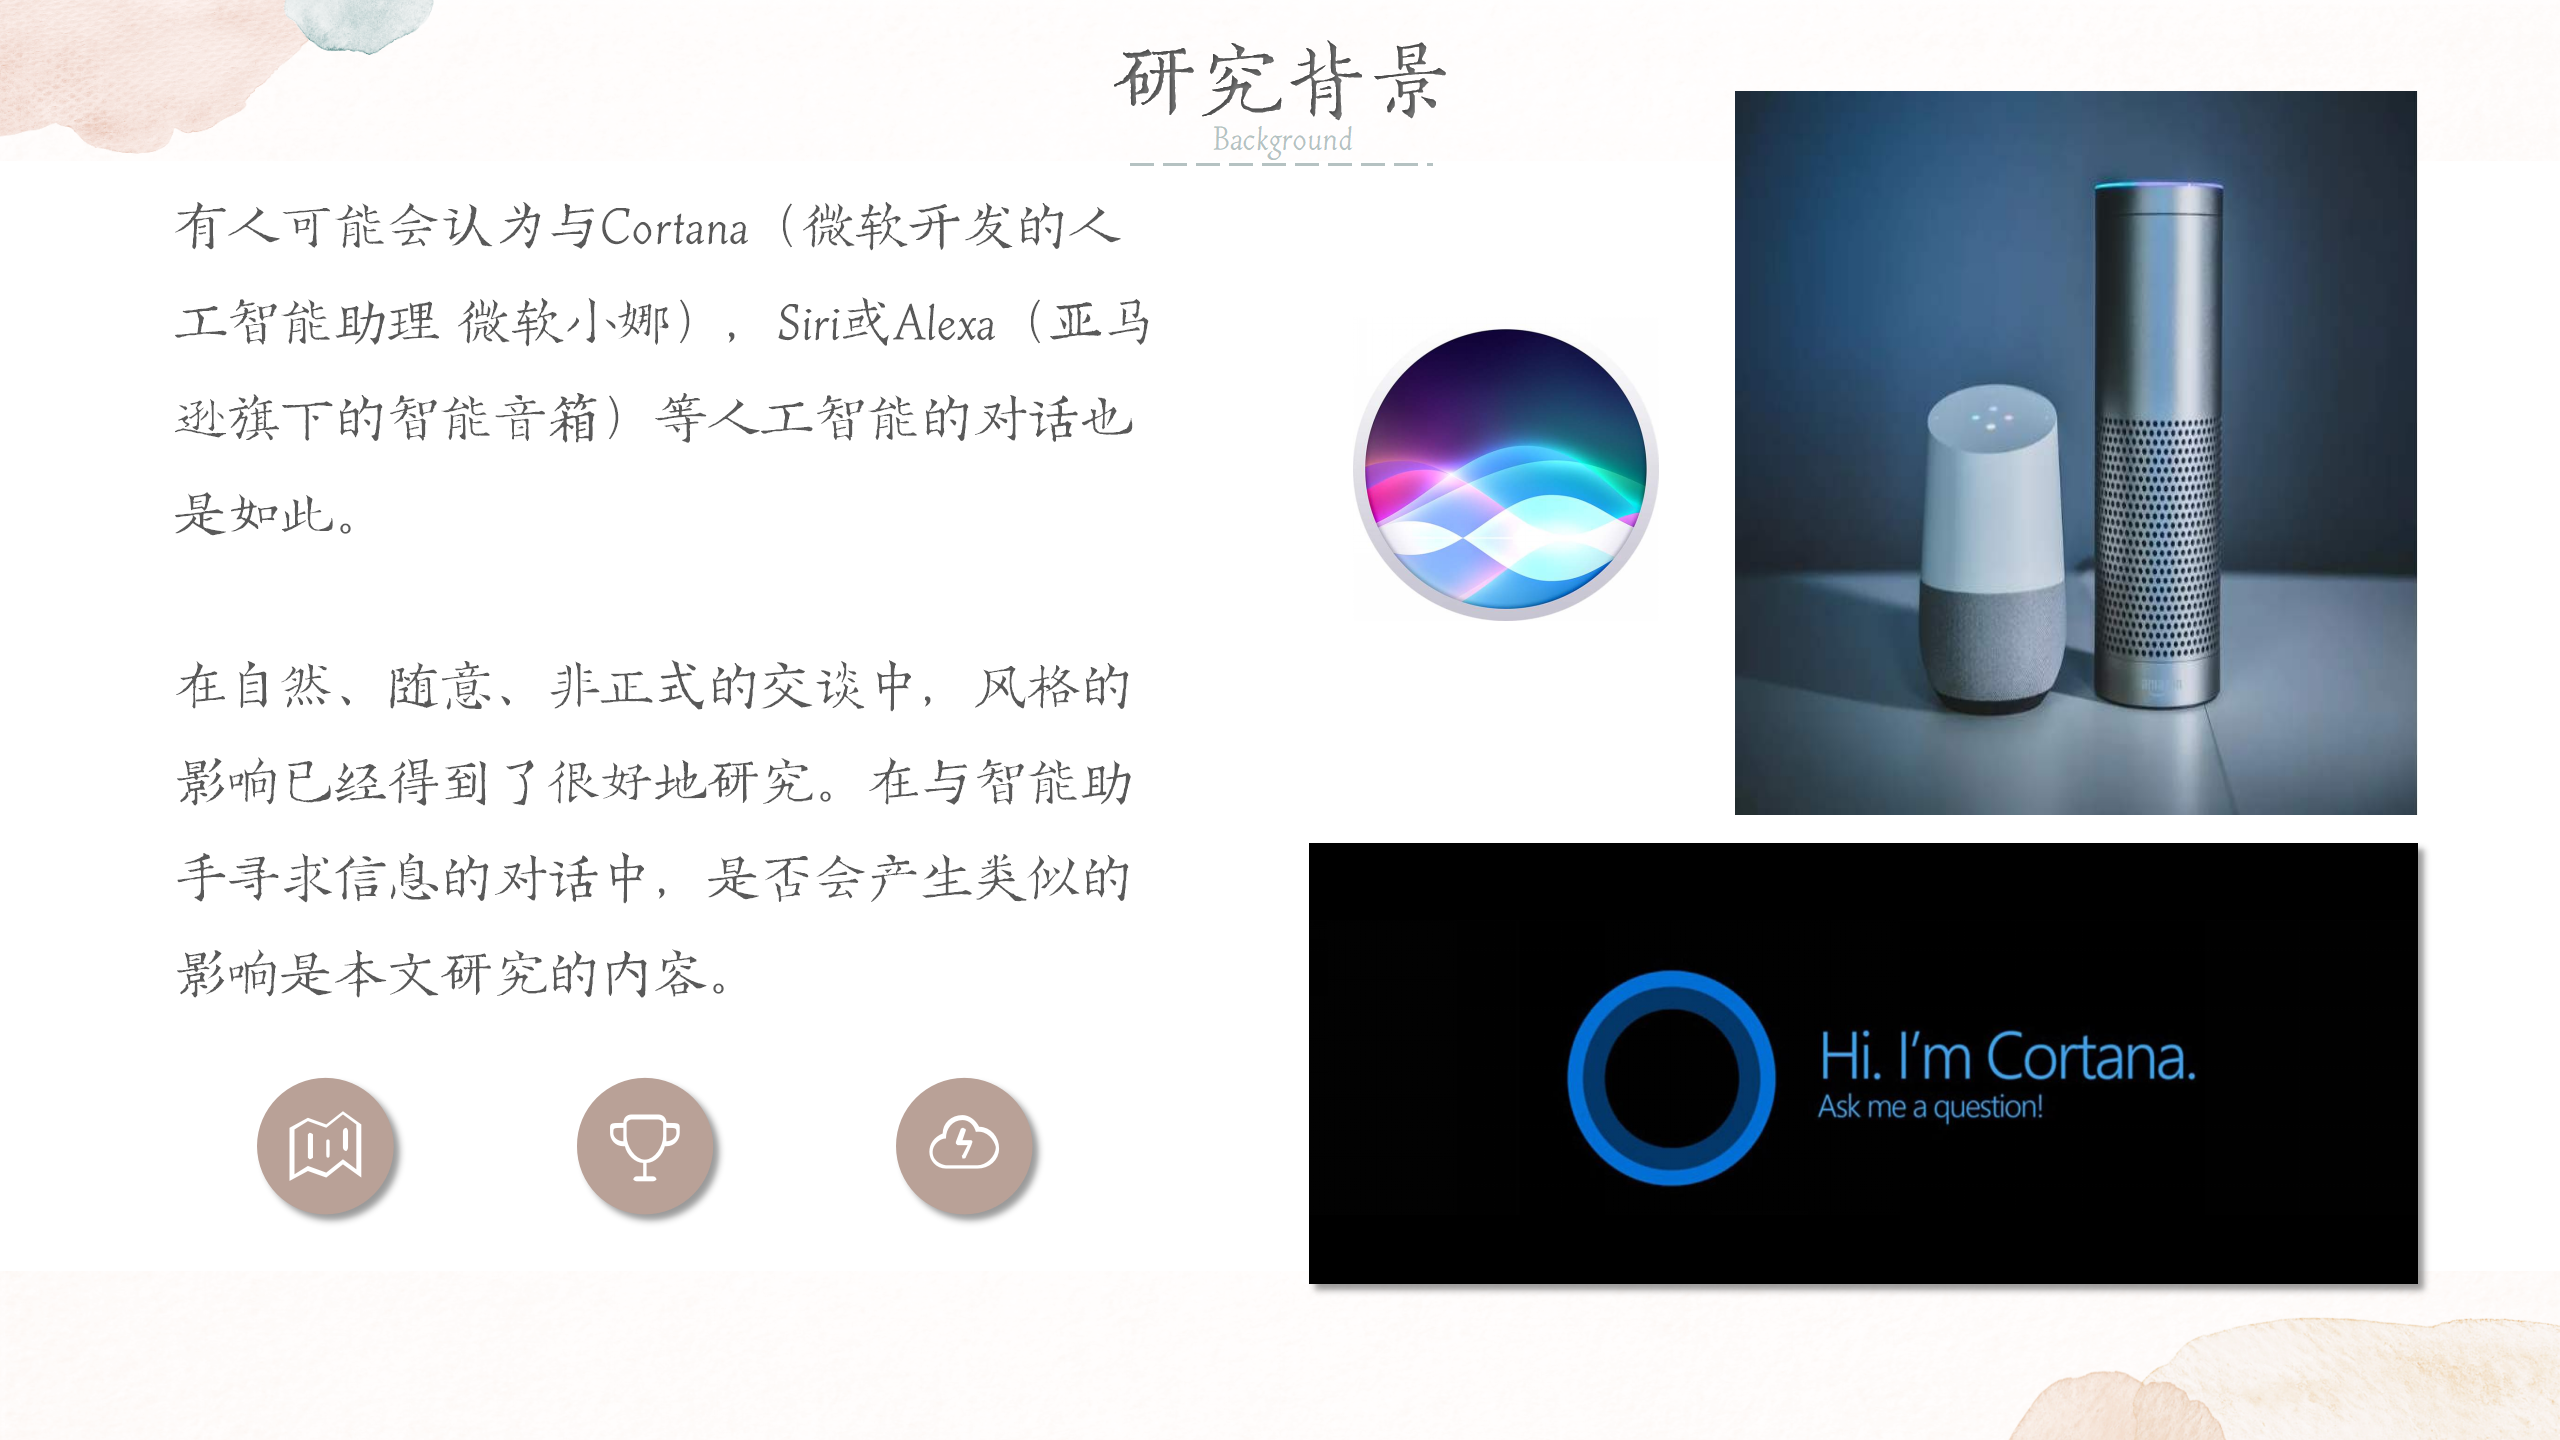 研究背景
Background
有人可能会认为与Cortana（微软开发的人
工智能助理 微软小娜），Siri或Alexa（亚马
逊旗下的智能音箱）等人工智能的对话也
是如此。
在自然、随意、非正式的交谈中，风格的
影响已经得到了很好地研究。在与智能助
手寻求信息的对话中，是否会产生类似的
影响是本文研究的内容。
amazon
Hi. I’m Cortana.
Ask me a question!